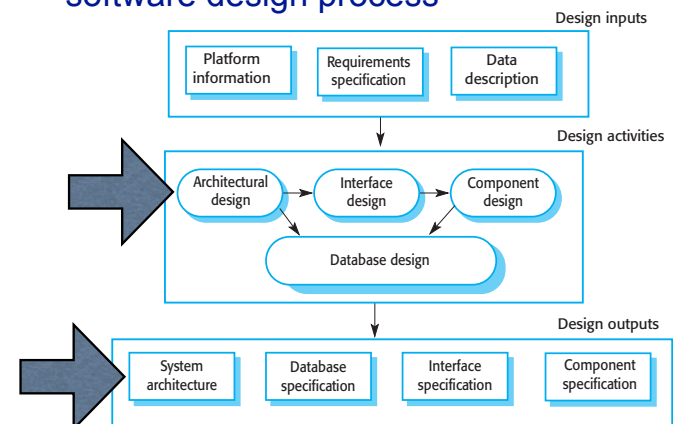 software design process
Design inputs
Platform
information
Requirements
specification
Data
description
Design activities
Architectural
design
Interface
design
Component
design
Database design
Design outputs
System
architecture
Database
specification
Interface
specification
Component
specification